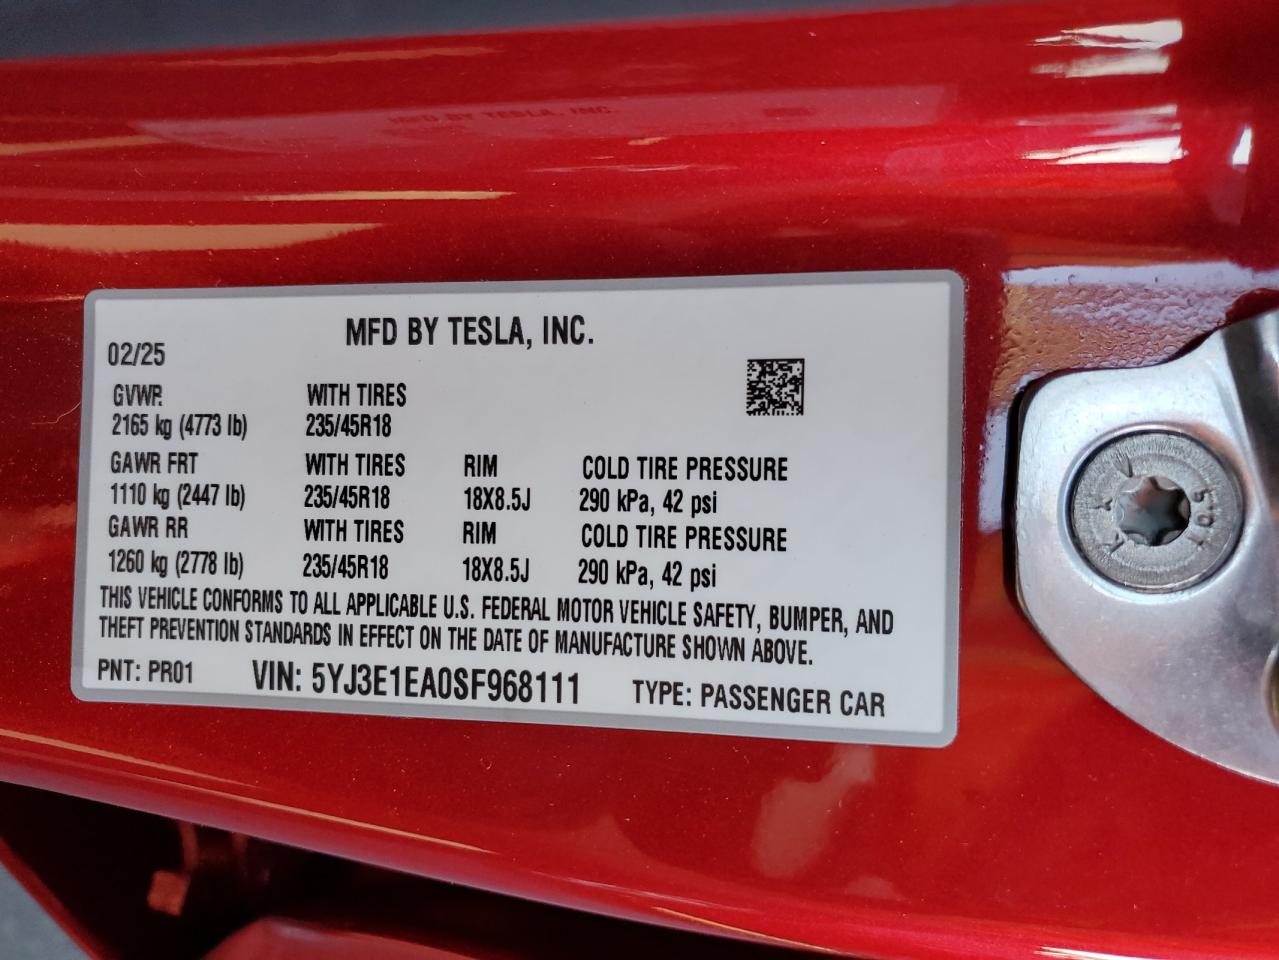 MFD BY TESLA, INC.
02/25
GVWR WITH TIRES
2165 kg (4773 lb) 235/45R18
GAWR FRT WITH TIRES RIM COLD TIRE PRESSURE
1110 kg (2447 lb) 235/45R18 18X8.5J 290 kPa, 42 psi
GAWR RR WITH TIRES RIM COLD TIRE PRESSURE
1260 kg (2778 lb) 235/45R18 18X8.5J 290 kPa, 42 psi
THIS VEHICLE CONFORMS TO ALL APPLICABLE U.S. FEDERAL MOTOR VEHICLE SAFETY, BUMPER, AND
THEFT PREVENTION STANDARDS IN EFFECT ON THE DATE OF MANUFACTURE SHOWN ABOVE.
PNT: PR01 VIN: 5YJ3E1EA0SF968111 TYPE: PASSENGER CAR